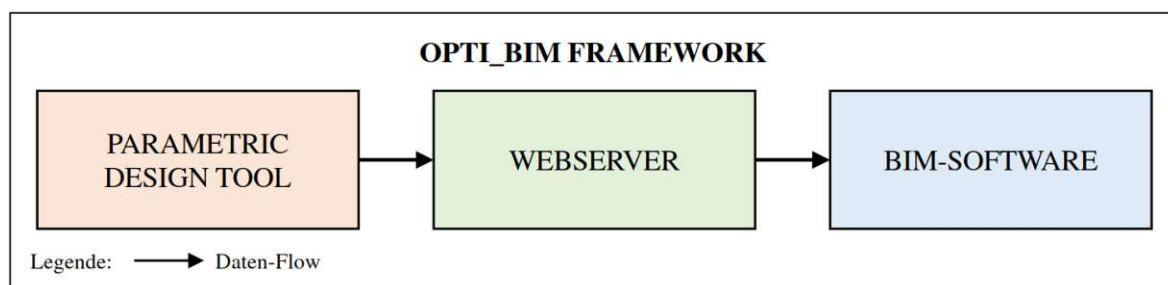 OPTI_BIM FRAMEWORK
PARAMETRIC
DESIGN TOOL
WEBSERVER
BIM-SOFTWARE
Legende:
Daten-Flow